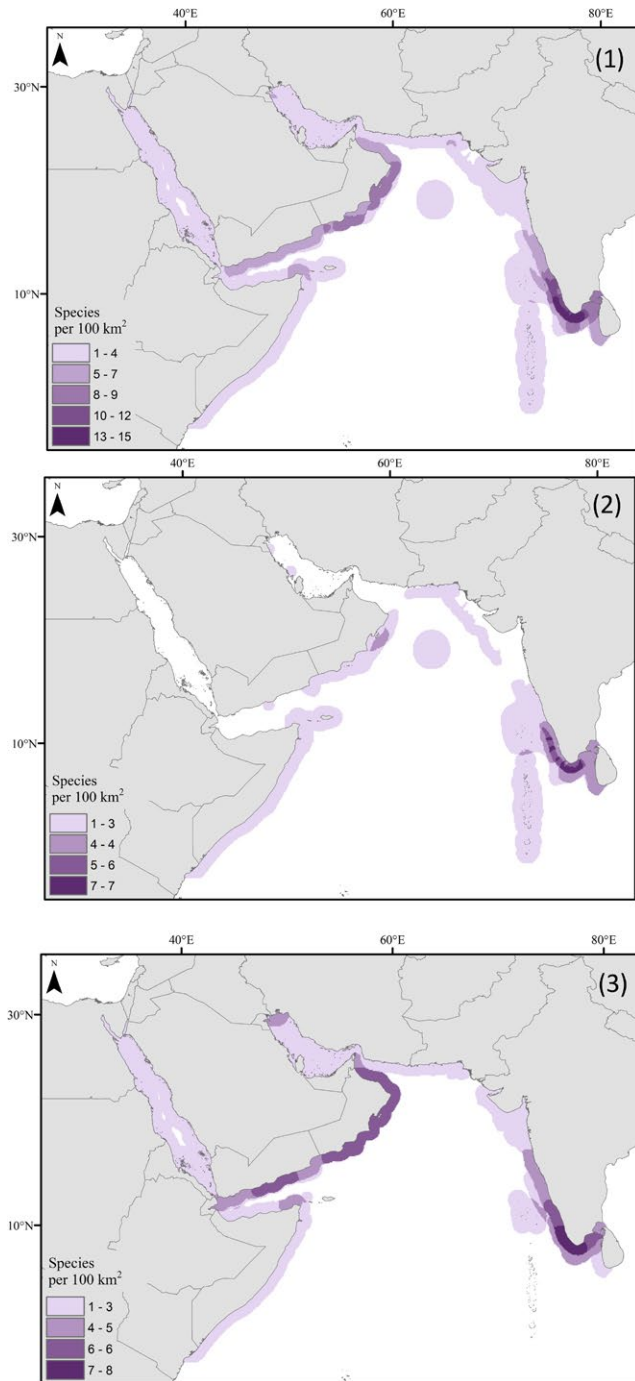 40°E 60°E 80°E
N
(1)
30°N
10°N
Species
per 100 km²
1 - 4
5 - 7
8 - 9
10 - 12
13 - 15
40°E 60°E 80°E
N
(2)
30°N
10°N
Species
per 100 km²
1 - 3
4 - 4
5 - 6
7 - 7
40°E 60°E 80°E
N
(3)
30°N
10°N
Species
per 100 km²
1 - 3
4 - 5
6 - 6
7 - 8